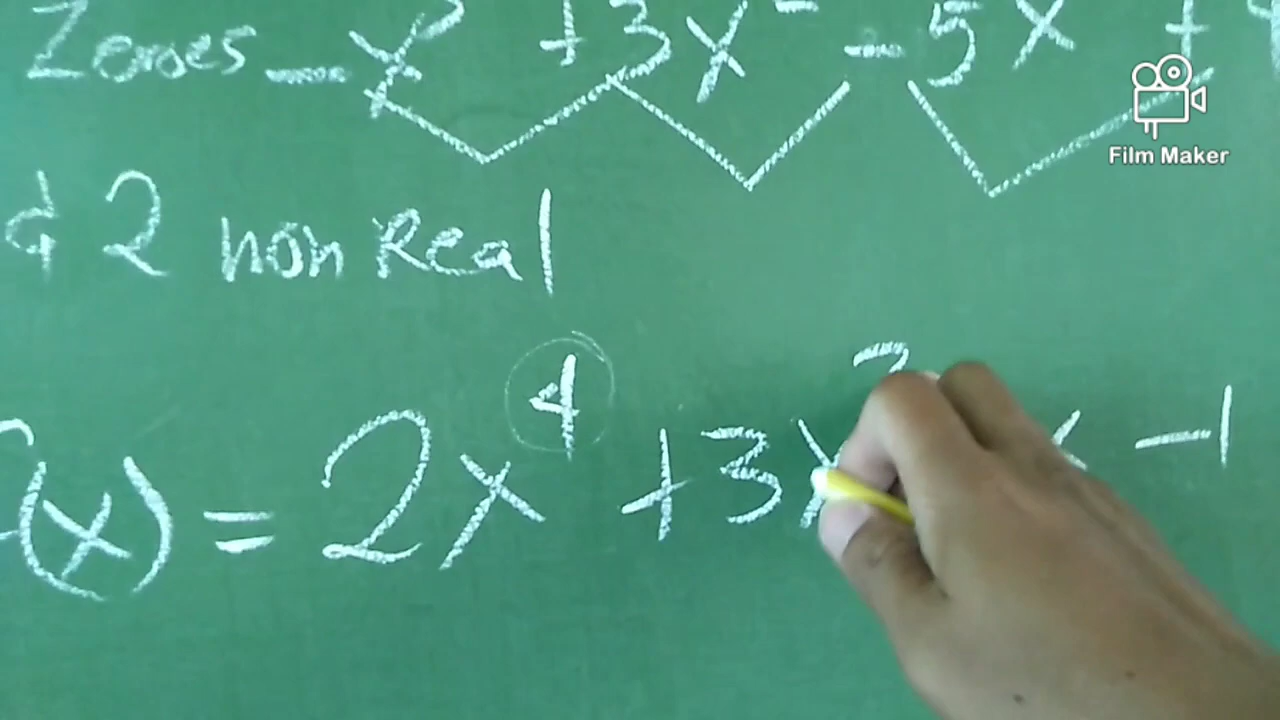 Zeroes - x³ + 3x² - 5x +
Film Maker
& 2 non Real
(x) = 2x⁴ + 3x - 1